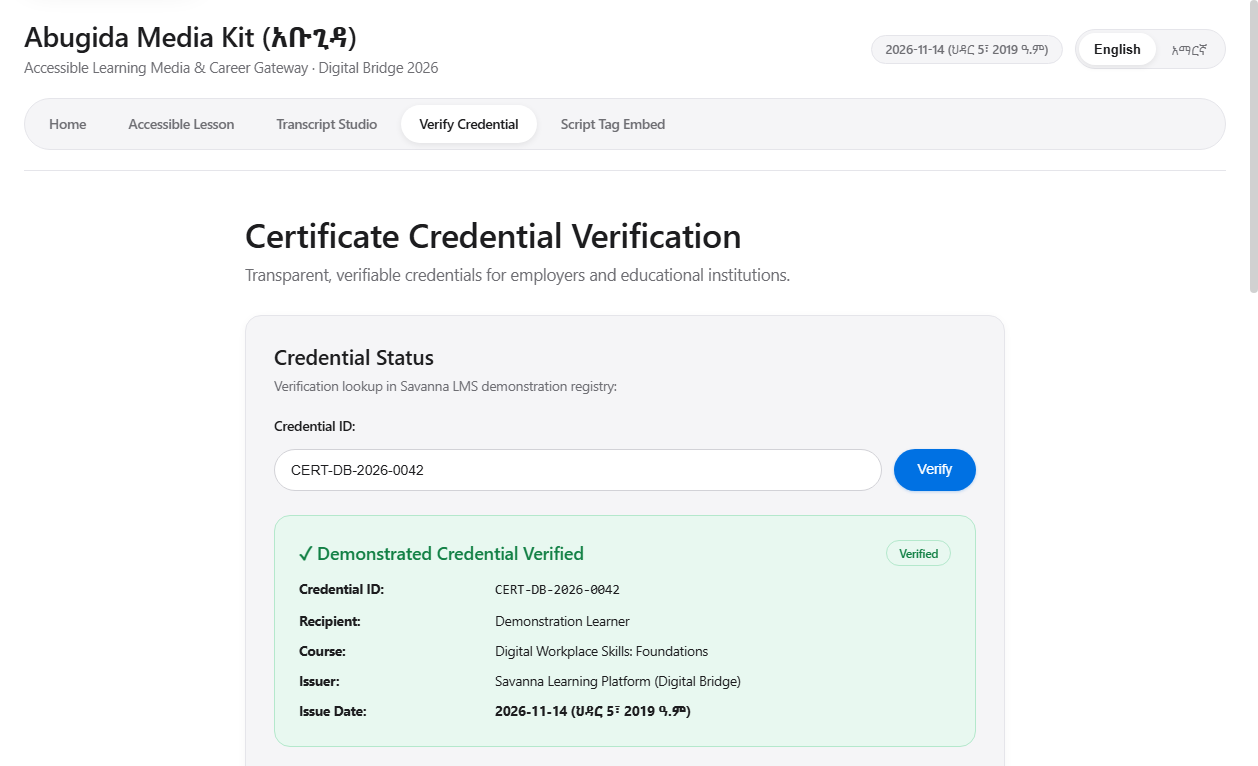 Abugida Media Kit (አቡጊዳ)
Accessible Learning Media & Career Gateway · Digital Bridge 2026
2026-11-14 (ህዳር 5፣ 2019 ዓ.ም)
English
አማርኛ
Home
Accessible Lesson
Transcript Studio
Verify Credential
Script Tag Embed
Certificate Credential Verification
Transparent, verifiable credentials for employers and educational institutions.
Credential Status
Verification lookup in Savanna LMS demonstration registry:
Credential ID:
CERT-DB-2026-0042
Verify
✓ Demonstrated Credential Verified
Verified
Credential ID: CERT-DB-2026-0042
Recipient: Demonstration Learner
Course: Digital Workplace Skills: Foundations
Issuer: Savanna Learning Platform (Digital Bridge)
Issue Date: 2026-11-14 (ህዳር 5፣ 2019 ዓ.ም)